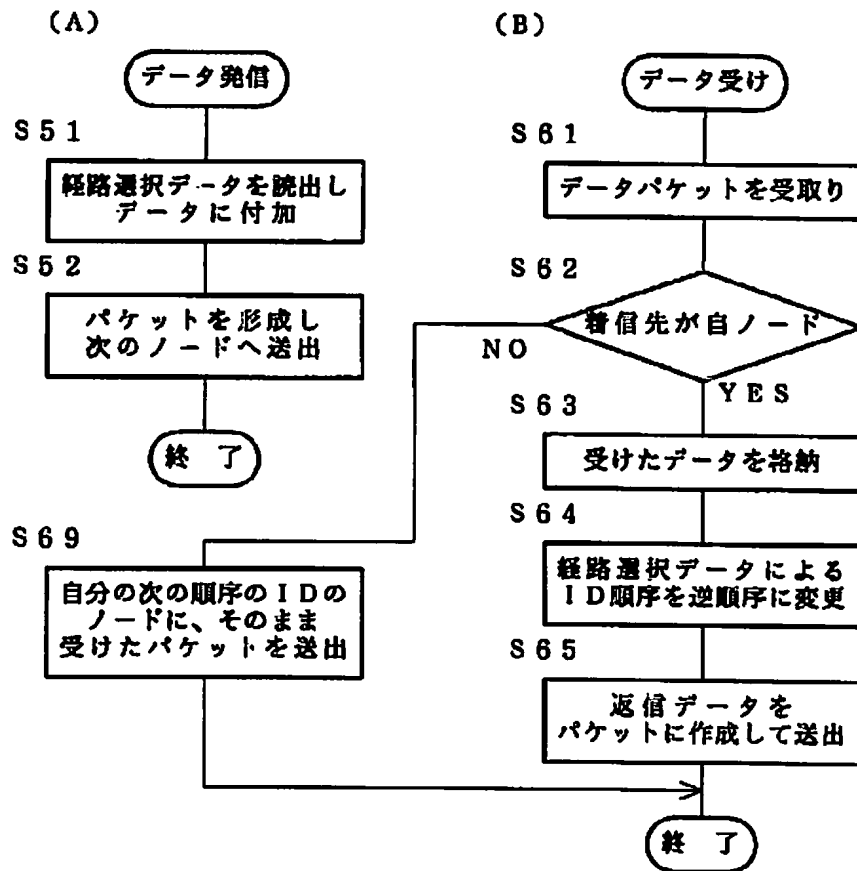 (A)
データ発信
S51
経路選択データを読出し
データに付加
S52
パケットを形成し
次のノードへ送出
終 了
(B)
データ受け
S61
データパケットを受取り
S62
着信先が自ノード
NO
YES
S63
受けたデータを格納
S64
経路選択データによる
ID順序を逆順序に変更
S65
返信データを
パケットに作成して送出
S69
自分の次の順序のIDの
ノードに、そのまま
受けたパケットを送出
終 了